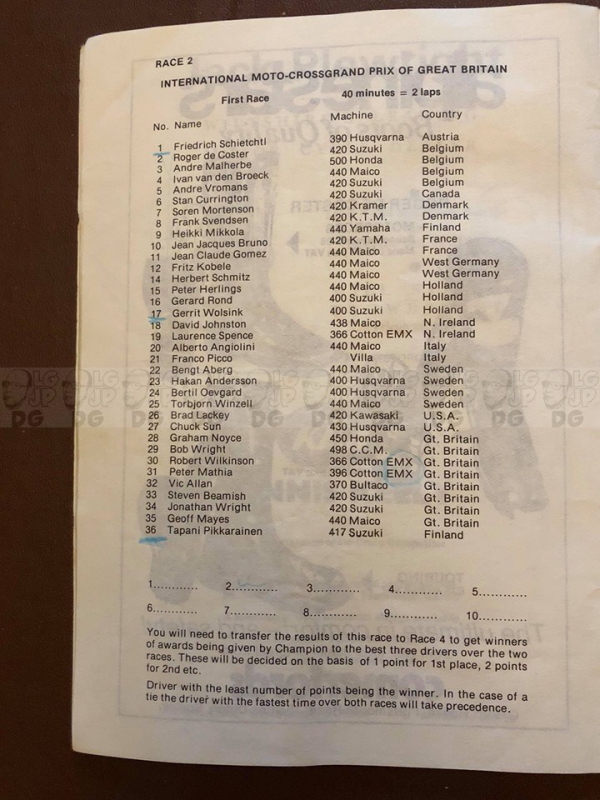 RACE 2
INTERNATIONAL MOTO-CROSSGRAND PRIX OF GREAT BRITAIN
First Race 40 minutes = 2 laps
No. Name Machine Country
1 Friedrich Schietchtl 390 Husqvarna Austria
2 Roger de Coster 420 Suzuki Belgium
3 Andre Malherbe 500 Honda Belgium
4 Ivan van den Broeck 440 Maico Belgium
5 Andre Vromans 420 Suzuki Belgium
6 Stan Currington 420 Suzuki Canada
7 Soren Mortenson 420 Kramer Denmark
8 Frank Svendsen 420 K.T.M. Denmark
9 Heikki Mikkola 440 Yamaha Finland
10 Jean Jacques Bruno 420 K.T.M. France
11 Jean Claude Gomez 440 Maico France
12 Fritz Kobele 440 Maico West Germany
14 Herbert Schmitz 440 Maico West Germany
15 Peter Herlings 440 Maico Holland
16 Gerard Rond 400 Suzuki Holland
17 Gerrit Wolsink 400 Suzuki Holland
18 David Johnston 438 Maico N. Ireland
19 Laurence Spence 366 Cotton EMX N. Ireland
20 Alberto Angiolini 440 Maico Italy
21 Franco Picco Villa Italy
22 Bengt Aberg 440 Maico Sweden
23 Hakan Andersson 400 Husqvarna Sweden
24 Bertil Oevgard 400 Husqvarna Sweden
25 Torbjorn Winzell 440 Maico Sweden
26 Brad Lackey 420 Kawasaki U.S.A.
27 Chuck Sun 430 Husqvarna U.S.A.
28 Graham Noyce 450 Honda Gt. Britain
29 Bob Wright 498 C.C.M. Gt. Britain
30 Robert Wilkinson 366 Cotton EMX Gt. Britain
31 Peter Mathia 396 Cotton EMX Gt. Britain
32 Vic Allan 370 Bultaco Gt. Britain
33 Steven Beamish 420 Suzuki Gt. Britain
34 Jonathan Wright 420 Suzuki Gt. Britain
35 Geoff Mayes 440 Maico Gt. Britain
36 Tapani Pikkarainen 417 Suzuki Finland
1............ 2............ 3............ 4............ 5............
6............ 7............ 8............ 9............ 10............
You will need to transfer the results of this race to Race 4 to get winners
of awards being given by Champion to the best three drivers over the two
races. These will be decided on the basis of 1 point for 1st place, 2 points
for 2nd etc.
Driver with the least number of points being the winner. In the case of a
tie the driver with the fastest time over both races will take precedence.